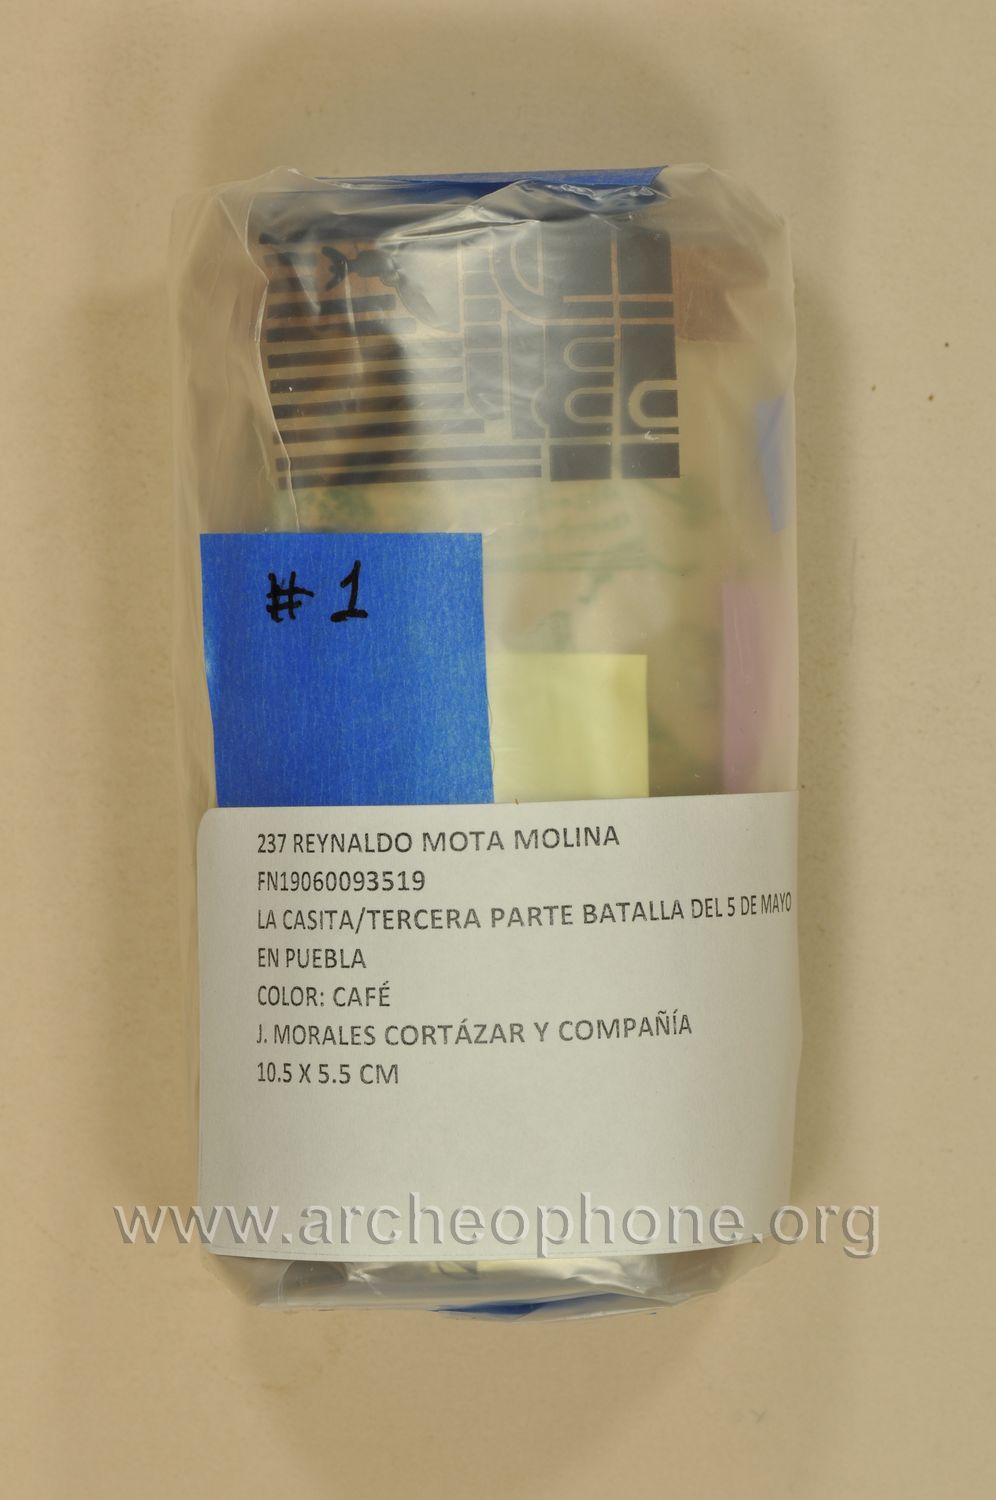 # 1
237 REYNALDO MOTA MOLINA
FN19060093519
LA CASITA/TERCERA PARTE BATALLA DEL 5 DE MAYO
EN PUEBLA
COLOR: CAFÉ
J. MORALES CORTÁZAR Y COMPAÑÍA
10.5 X 5.5 CM
www.archeophone.org